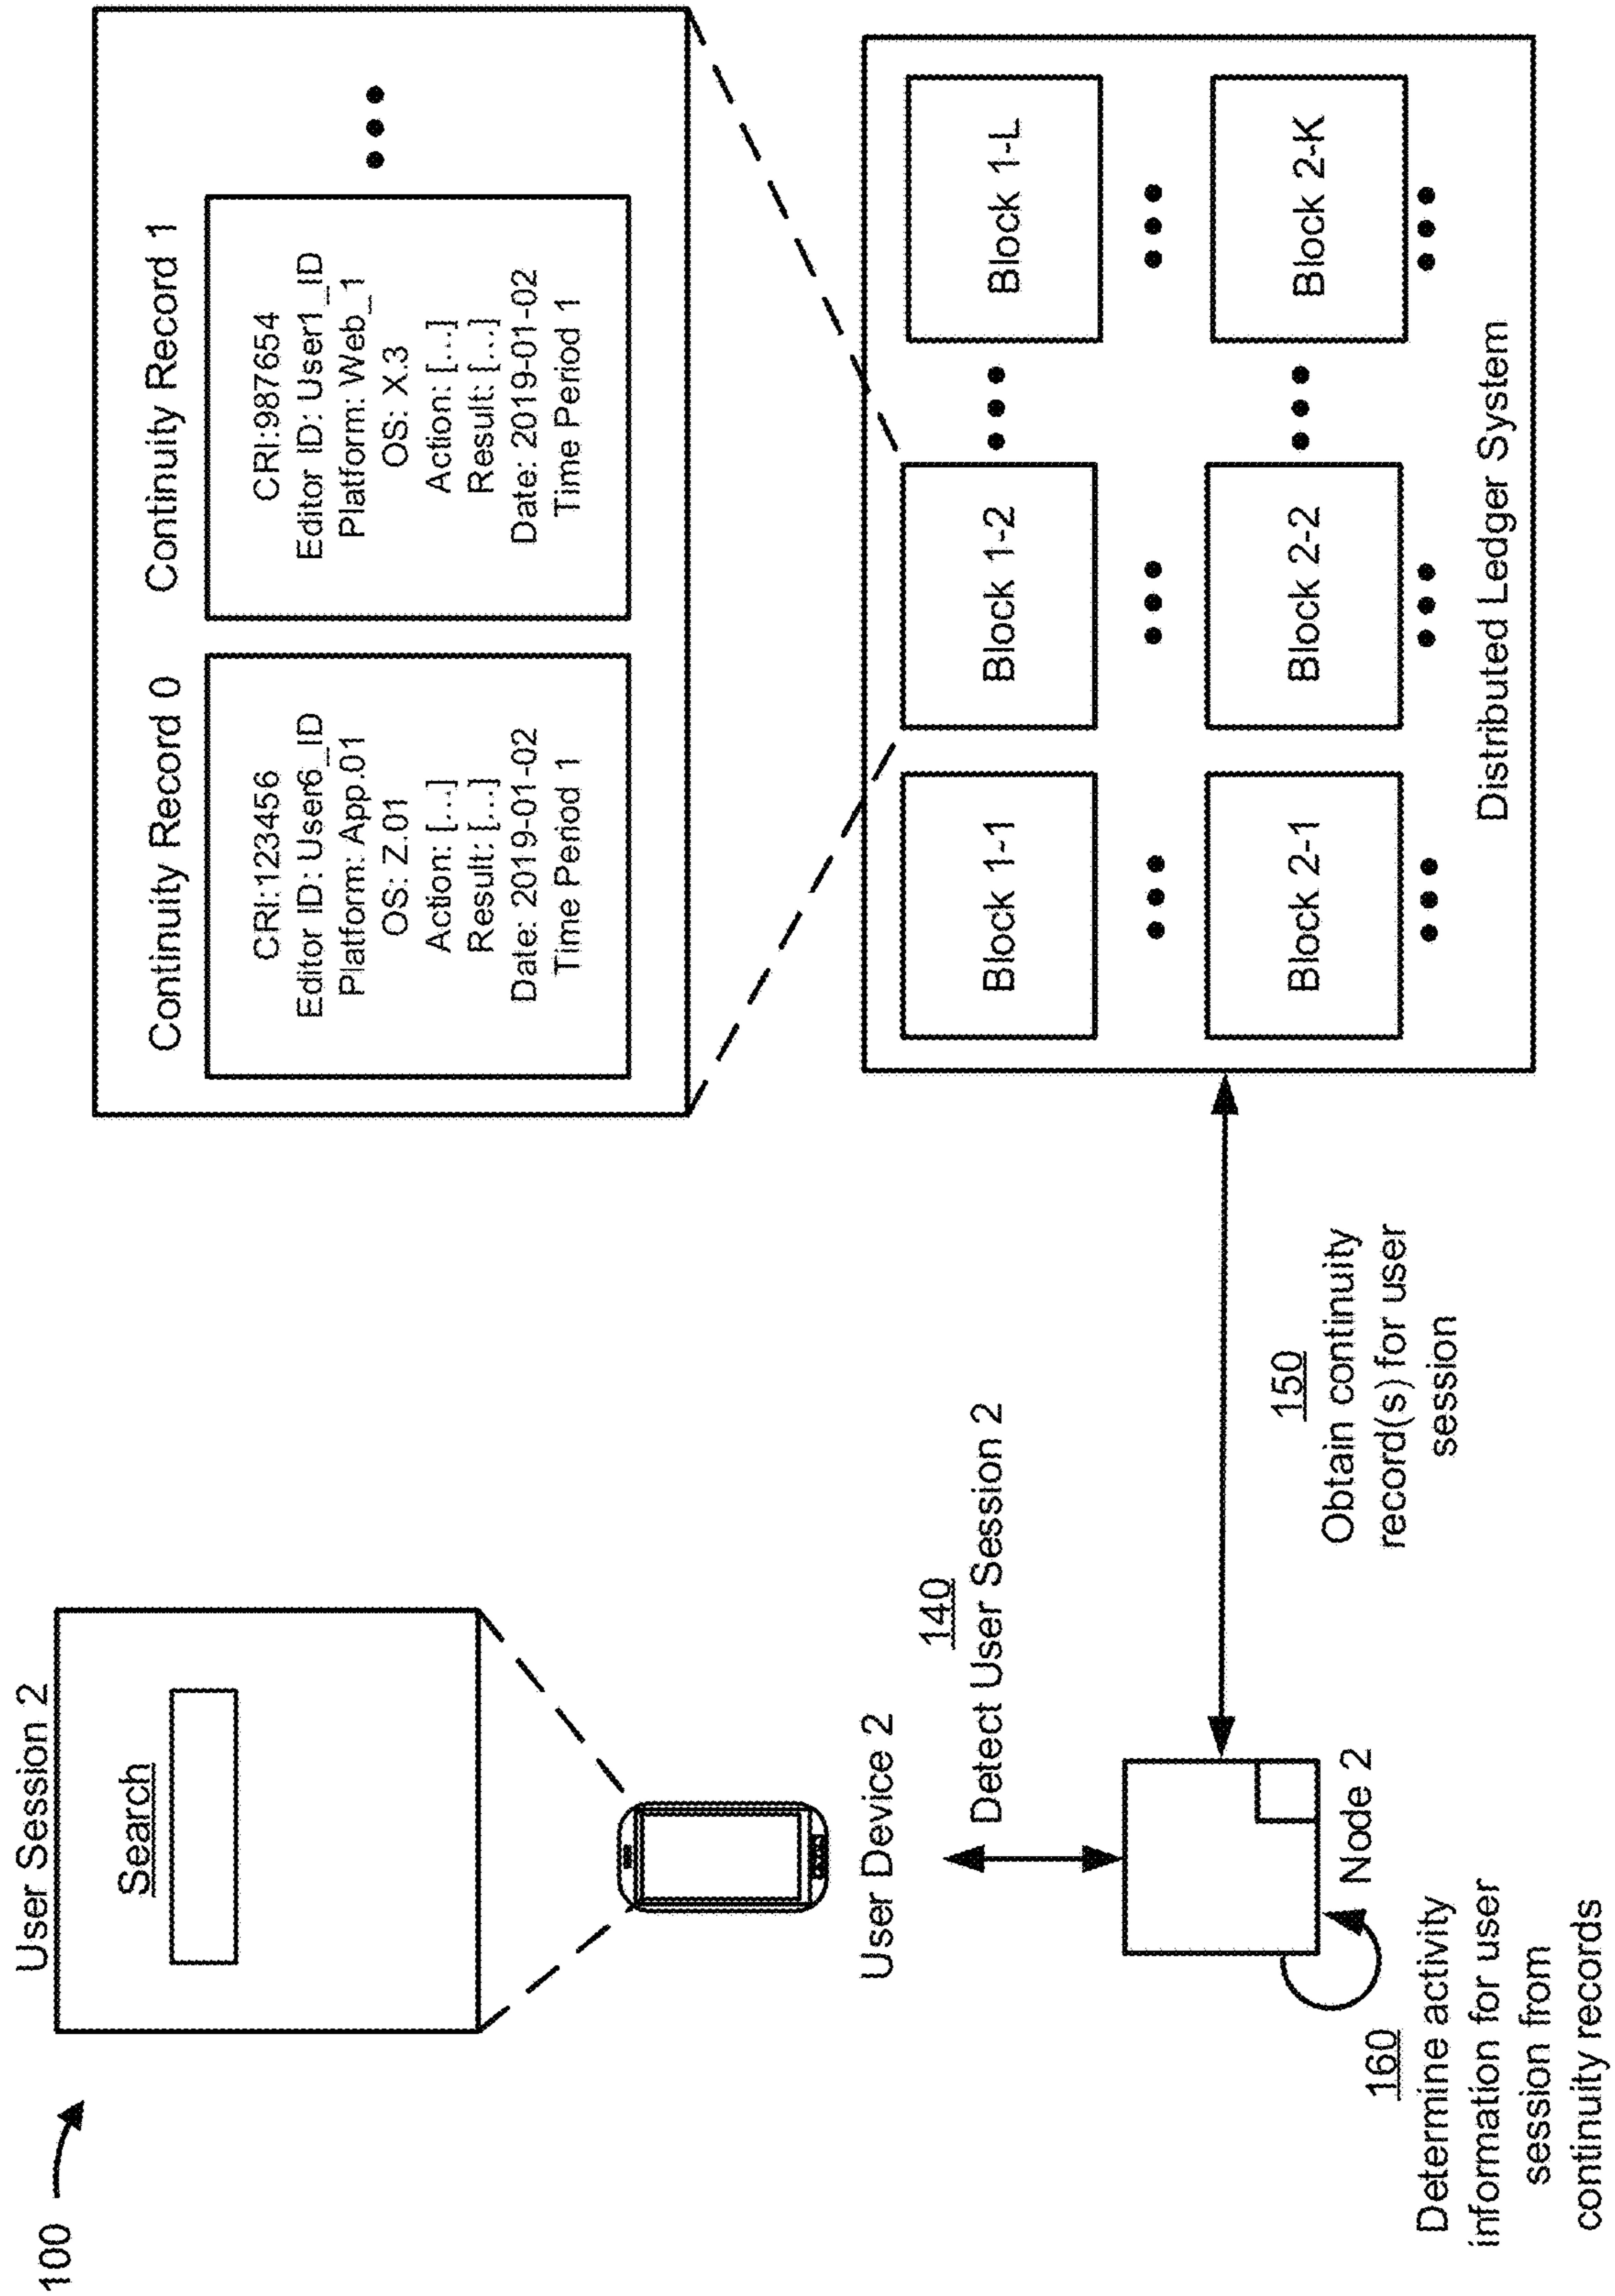 100
User Session 2
Search
User Device 2
140
Detect User Session 2
Node 2
160
Determine activity
information for user
session from
continuity records
150
Obtain continuity
record(s) for user
session
Continuity Record 0
CRI:123456
Editor ID: User6_ID
Platform: App.01
OS: Z.01
Action: [...]
Result: [...]
Date: 2019-01-02
Time Period 1
Continuity Record 1
CRI:987654
Editor ID: User1_ID
Platform: Web_1
OS: X.3
Action: [...]
Result: [...]
Date: 2019-01-02
Time Period 1
Block 1-1
Block 1-2
Block 1-L
Block 2-1
Block 2-2
Block 2-K
Distributed Ledger System